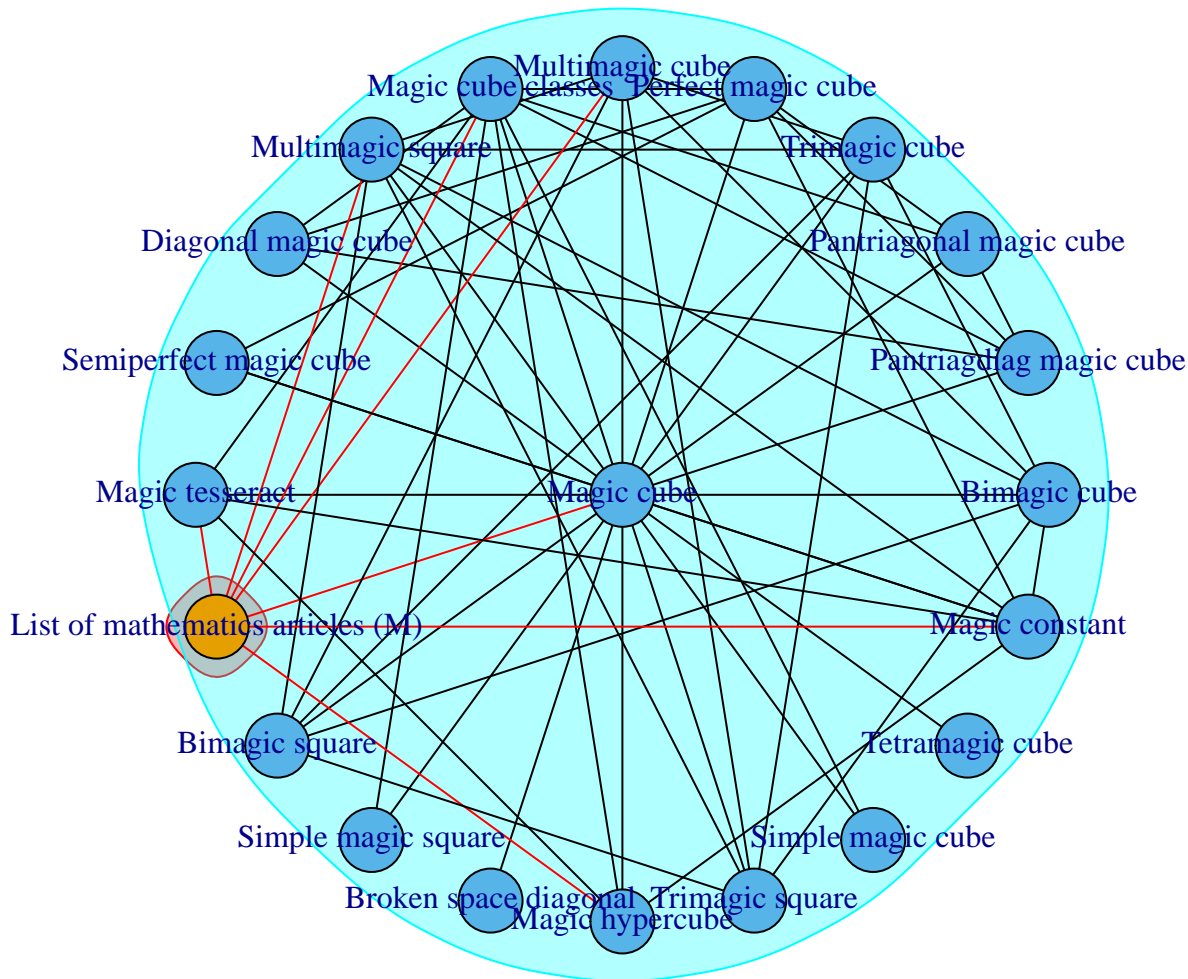 Multimagic cube
Magic cube classes
Perfect magic cube
Multimagic square
Trimagic cube
Diagonal magic cube
Pantriagonal magic cube
Semiperfect magic cube
Pantriagdiag magic cube
Magic tesseract
Magic cube
Bimagic cube
List of mathematics articles (M)
Magic constant
Bimagic square
Tetramagic cube
Simple magic square
Simple magic cube
Broken space diagonal
Trimagic square
Magic hypercube